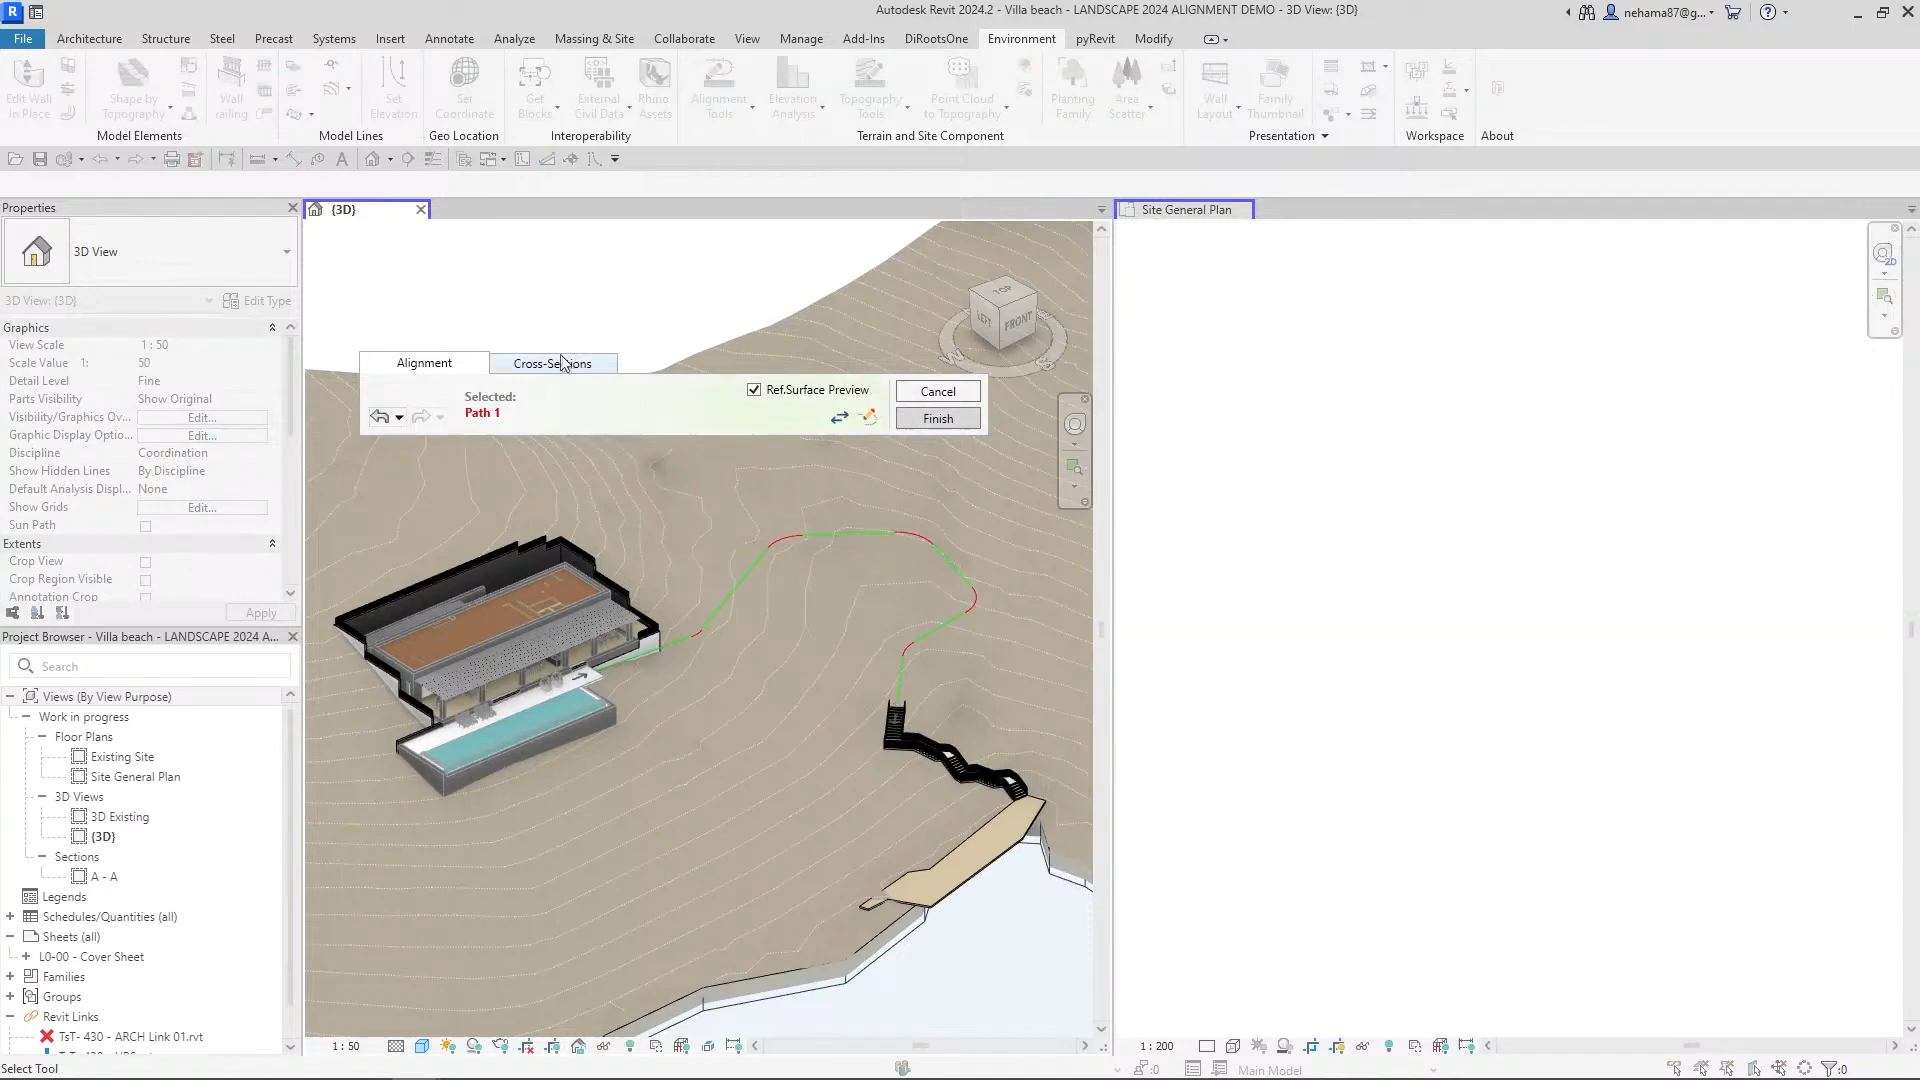 Autodesk Revit 2024.2 - Villa beach - LANDSCAPE 2024 ALIGNMENT DEMO - 3D View: {3D}
nehama87@g...
File Architecture Structure Steel Precast Systems Insert Annotate Analyze Massing & Site Collaborate View Manage Add-Ins DiRootsOne Environment pyRevit Modify
Edit Wall In Place
Shape by Topography
Wall railing
Set Elevation
Set Coordinate
Get Blocks
External Civil Data
Rhino Assets
Alignment Tools
Elevation Analysis
Topography Tools
Point Cloud to Topography
Planting Family
Area Scatter
Wall Layout
Family Thumbnail
Model Elements Model Lines Geo Location Interoperability Terrain and Site Component Presentation Workspace About
Properties
3D View
3D View: {3D}
Edit Type
Graphics
View Scale 1 : 50
Scale Value 1: 50
Detail Level Fine
Parts Visibility Show Original
Visibility/Graphics Ov... Edit...
Graphic Display Optio... Edit...
Discipline Coordination
Show Hidden Lines By Discipline
Default Analysis Displ... None
Show Grids Edit...
Sun Path
Extents
Crop View
Crop Region Visible
Annotation Crop
Apply
Project Browser - Villa beach - LANDSCAPE 2024 A...
Search
Views (By View Purpose)
Work in progress
Floor Plans
Existing Site
Site General Plan
3D Views
3D Existing
{3D}
Sections
A - A
Legends
Schedules/Quantities (all)
Sheets (all)
L0-00 - Cover Sheet
Families
Groups
Revit Links
TsT- 430 - ARCH Link 01.rvt
Select Tool
{3D}
Alignment Cross-Sections
Selected:
Path 1
Ref.Surface Preview
Cancel
Finish
TOP
LEFT FRONT
W S
1 : 50
Site General Plan
2D
1 : 200
:0
Main Model
:0